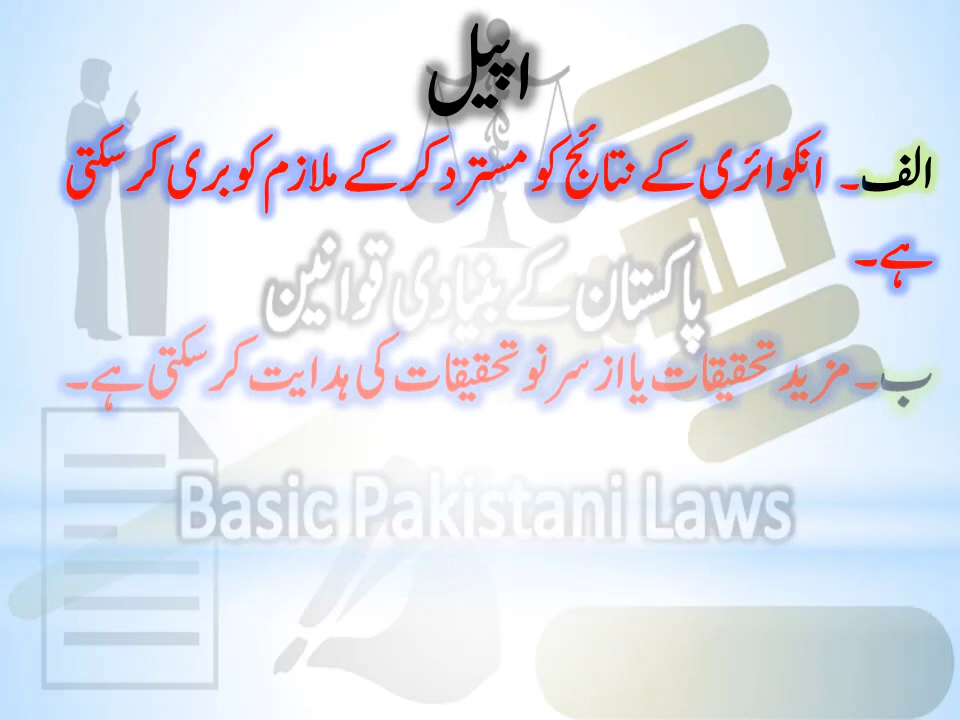 اپیل
الف۔ انکوائری کے نتائج کو مسترد کر کے ملازم کو بری کر سکتی
ہے۔
پاکستان کے بنیادی قوانین
ب۔ مزید تحقیقات یا از سر نو تحقیقات کی ہدایت کر سکتی ہے۔
Basic Pakistani Laws